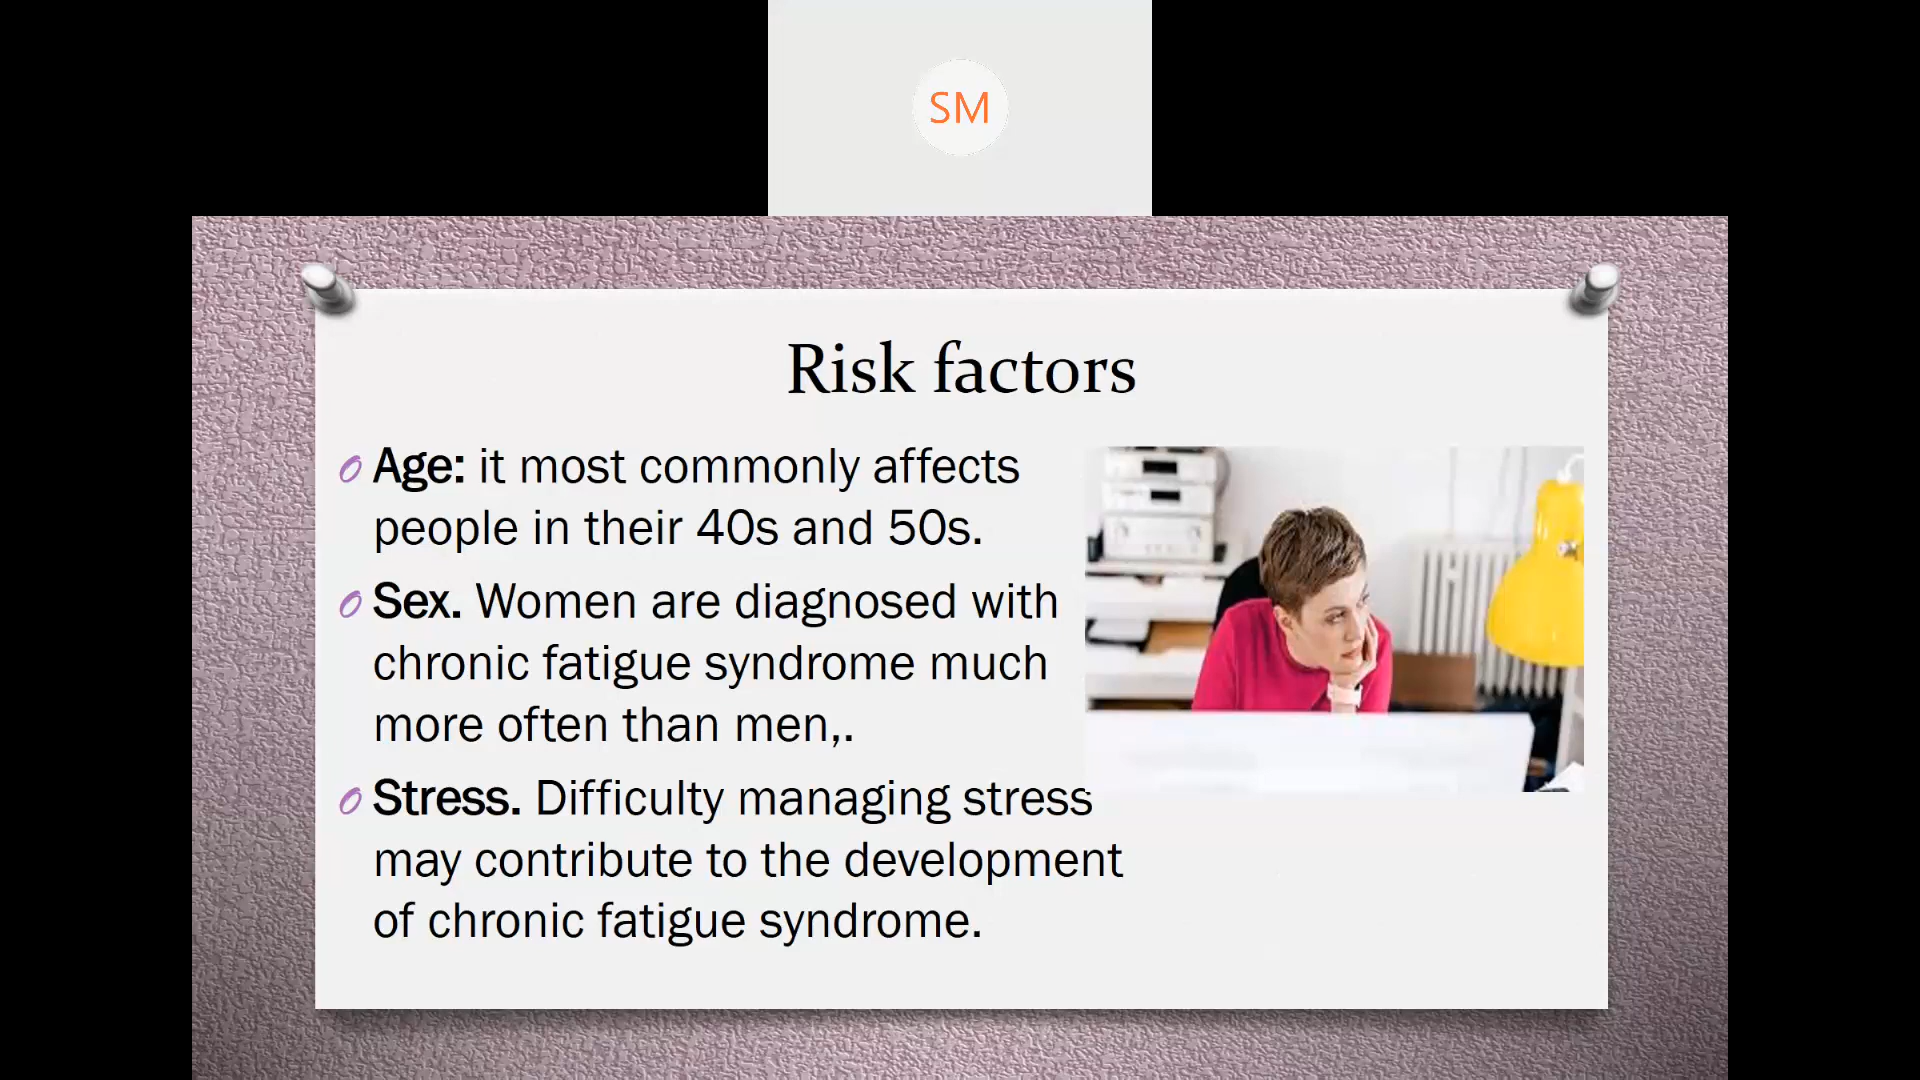 SM
Risk factors
Age: it most commonly affects
people in their 40s and 50s.
Sex. Women are diagnosed with
chronic fatigue syndrome much
more often than men,.
Stress. Difficulty managing stress
may contribute to the development
of chronic fatigue syndrome.